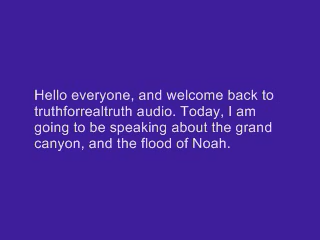 Hello everyone, and welcome back to
truthforrealtruth audio. Today, I am
going to be speaking about the grand
canyon, and the flood of Noah.